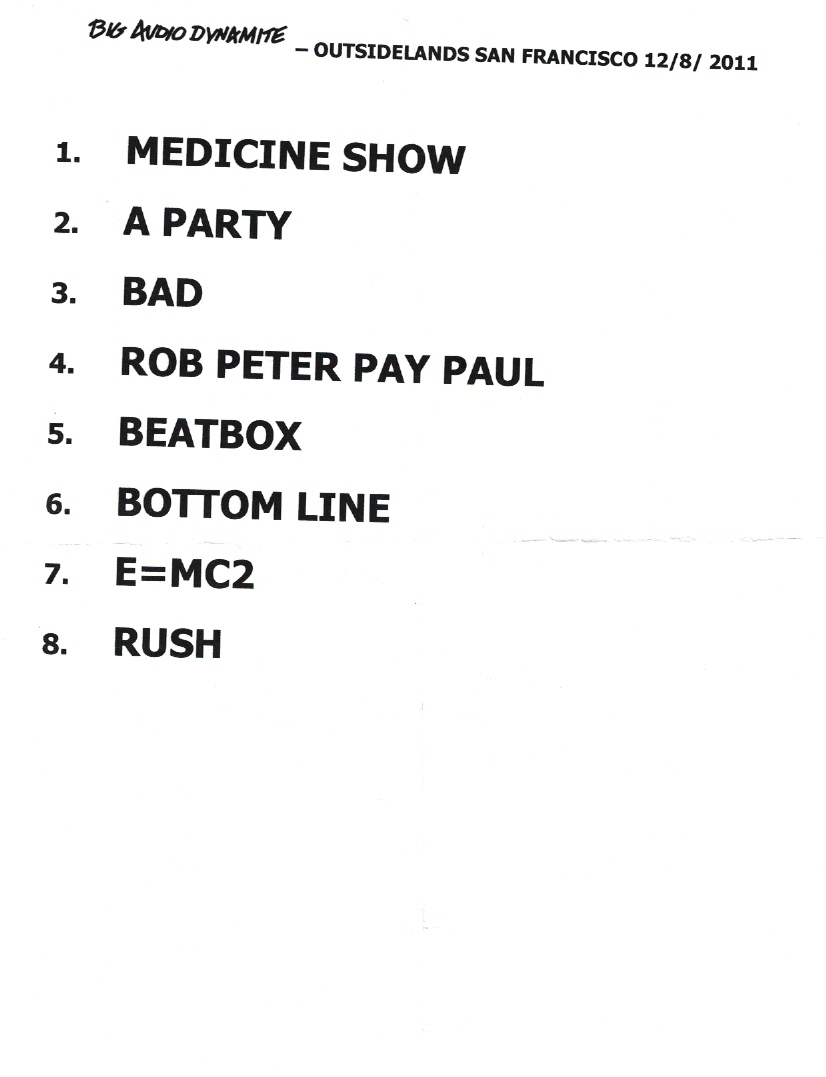 BIG AUDIO DYNAMITE – OUTSIDELANDS SAN FRANCISCO 12/8/ 2011
1. MEDICINE SHOW
2. A PARTY
3. BAD
4. ROB PETER PAY PAUL
5. BEATBOX
6. BOTTOM LINE
7. E=MC2
8. RUSH